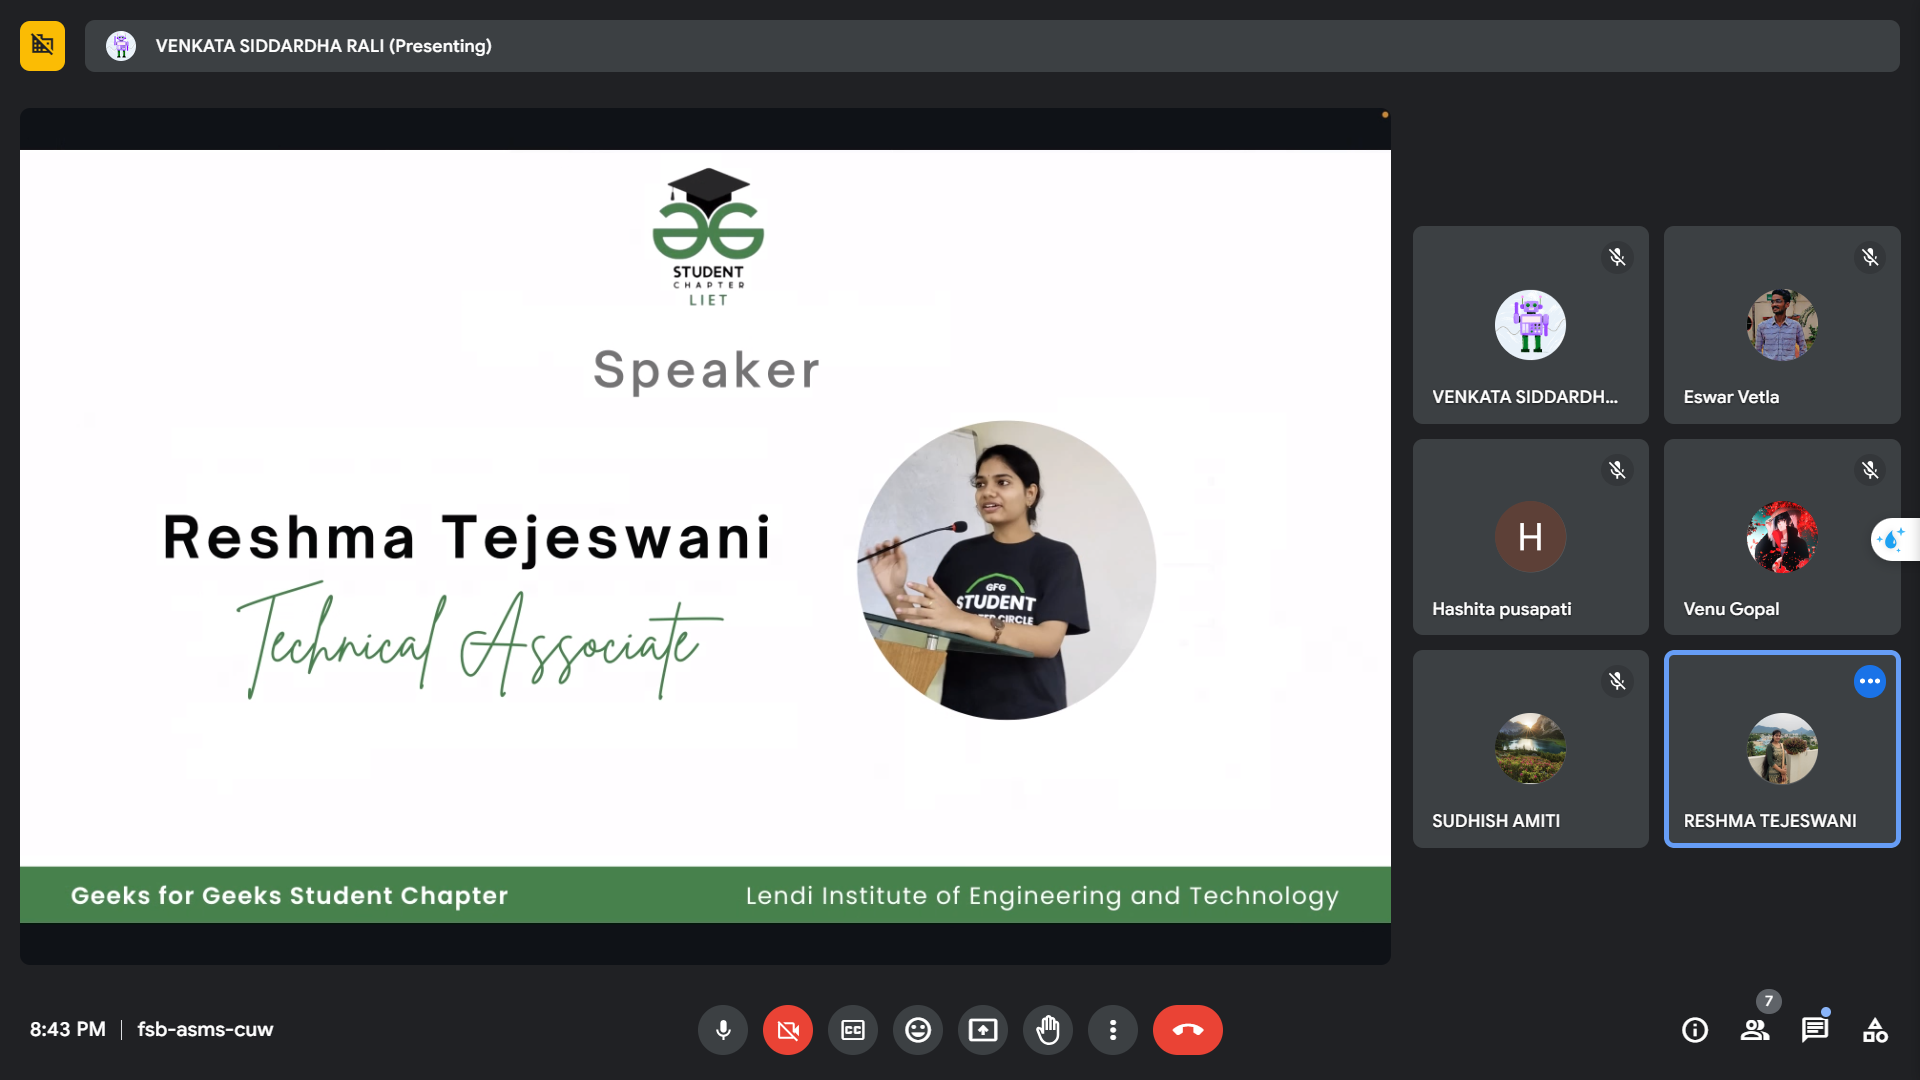 VENKATA SIDDARDHA RALI (Presenting)
STUDENT
CHAPTER
LIET
Speaker
Reshma Tejeswani
Technical Associate
GFG
STUDENT
CIRCLE
Geeks for Geeks Student Chapter
Lendi Institute of Engineering and Technology
VENKATA SIDDARDH...
Eswar Vetla
H
Hashita pusapati
Venu Gopal
SUDHISH AMITI
RESHMA TEJESWANI
8:43 PM | fsb-asms-cuw
CC
7